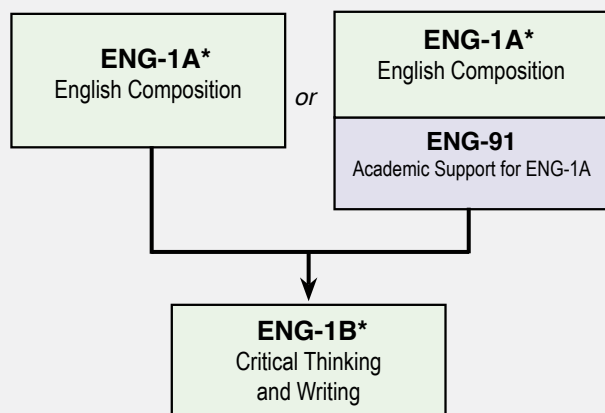 ENG-1A*
English Composition
or
ENG-1A*
English Composition
ENG-91
Academic Support for ENG-1A
ENG-1B*
Critical Thinking
and Writing